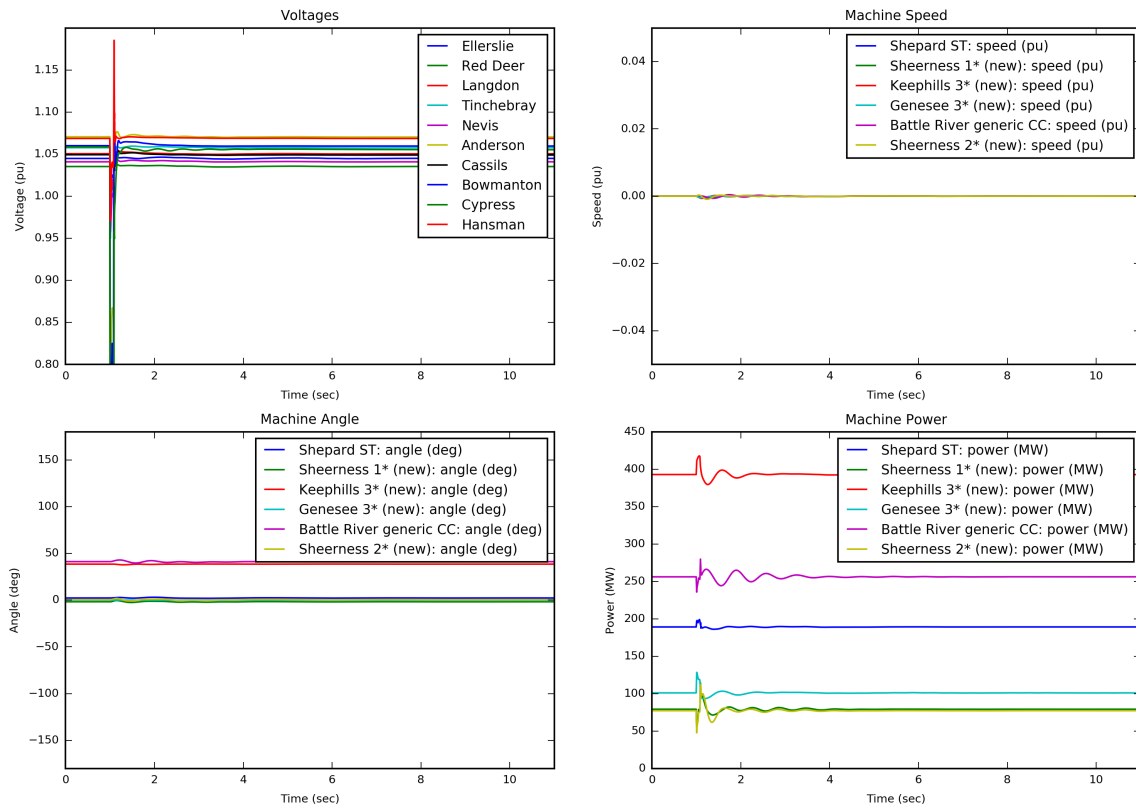 Voltages
Voltage (pu)
1.15
1.10
1.05
1.00
0.95
0.90
0.85
0.80
Ellerslie
Red Deer
Langdon
Tinchebray
Nevis
Anderson
Cassils
Bowmanton
Cypress
Hansman
0 2 4 6 8 10
Time (sec)
Machine Speed
Speed (pu)
0.04
0.02
0.00
−0.02
−0.04
Shepard ST: speed (pu)
Sheerness 1* (new): speed (pu)
Keephills 3* (new): speed (pu)
Genesee 3* (new): speed (pu)
Battle River generic CC: speed (pu)
Sheerness 2* (new): speed (pu)
0 2 4 6 8 10
Time (sec)
Machine Angle
Angle (deg)
150
100
50
0
−50
−100
−150
Shepard ST: angle (deg)
Sheerness 1* (new): angle (deg)
Keephills 3* (new): angle (deg)
Genesee 3* (new): angle (deg)
Battle River generic CC: angle (deg)
Sheerness 2* (new): angle (deg)
0 2 4 6 8 10
Time (sec)
Machine Power
Power (MW)
450
400
350
300
250
200
150
100
50
0
Shepard ST: power (MW)
Sheerness 1* (new): power (MW)
Keephills 3* (new): power (MW)
Genesee 3* (new): power (MW)
Battle River generic CC: power (MW)
Sheerness 2* (new): power (MW)
0 2 4 6 8 10
Time (sec)